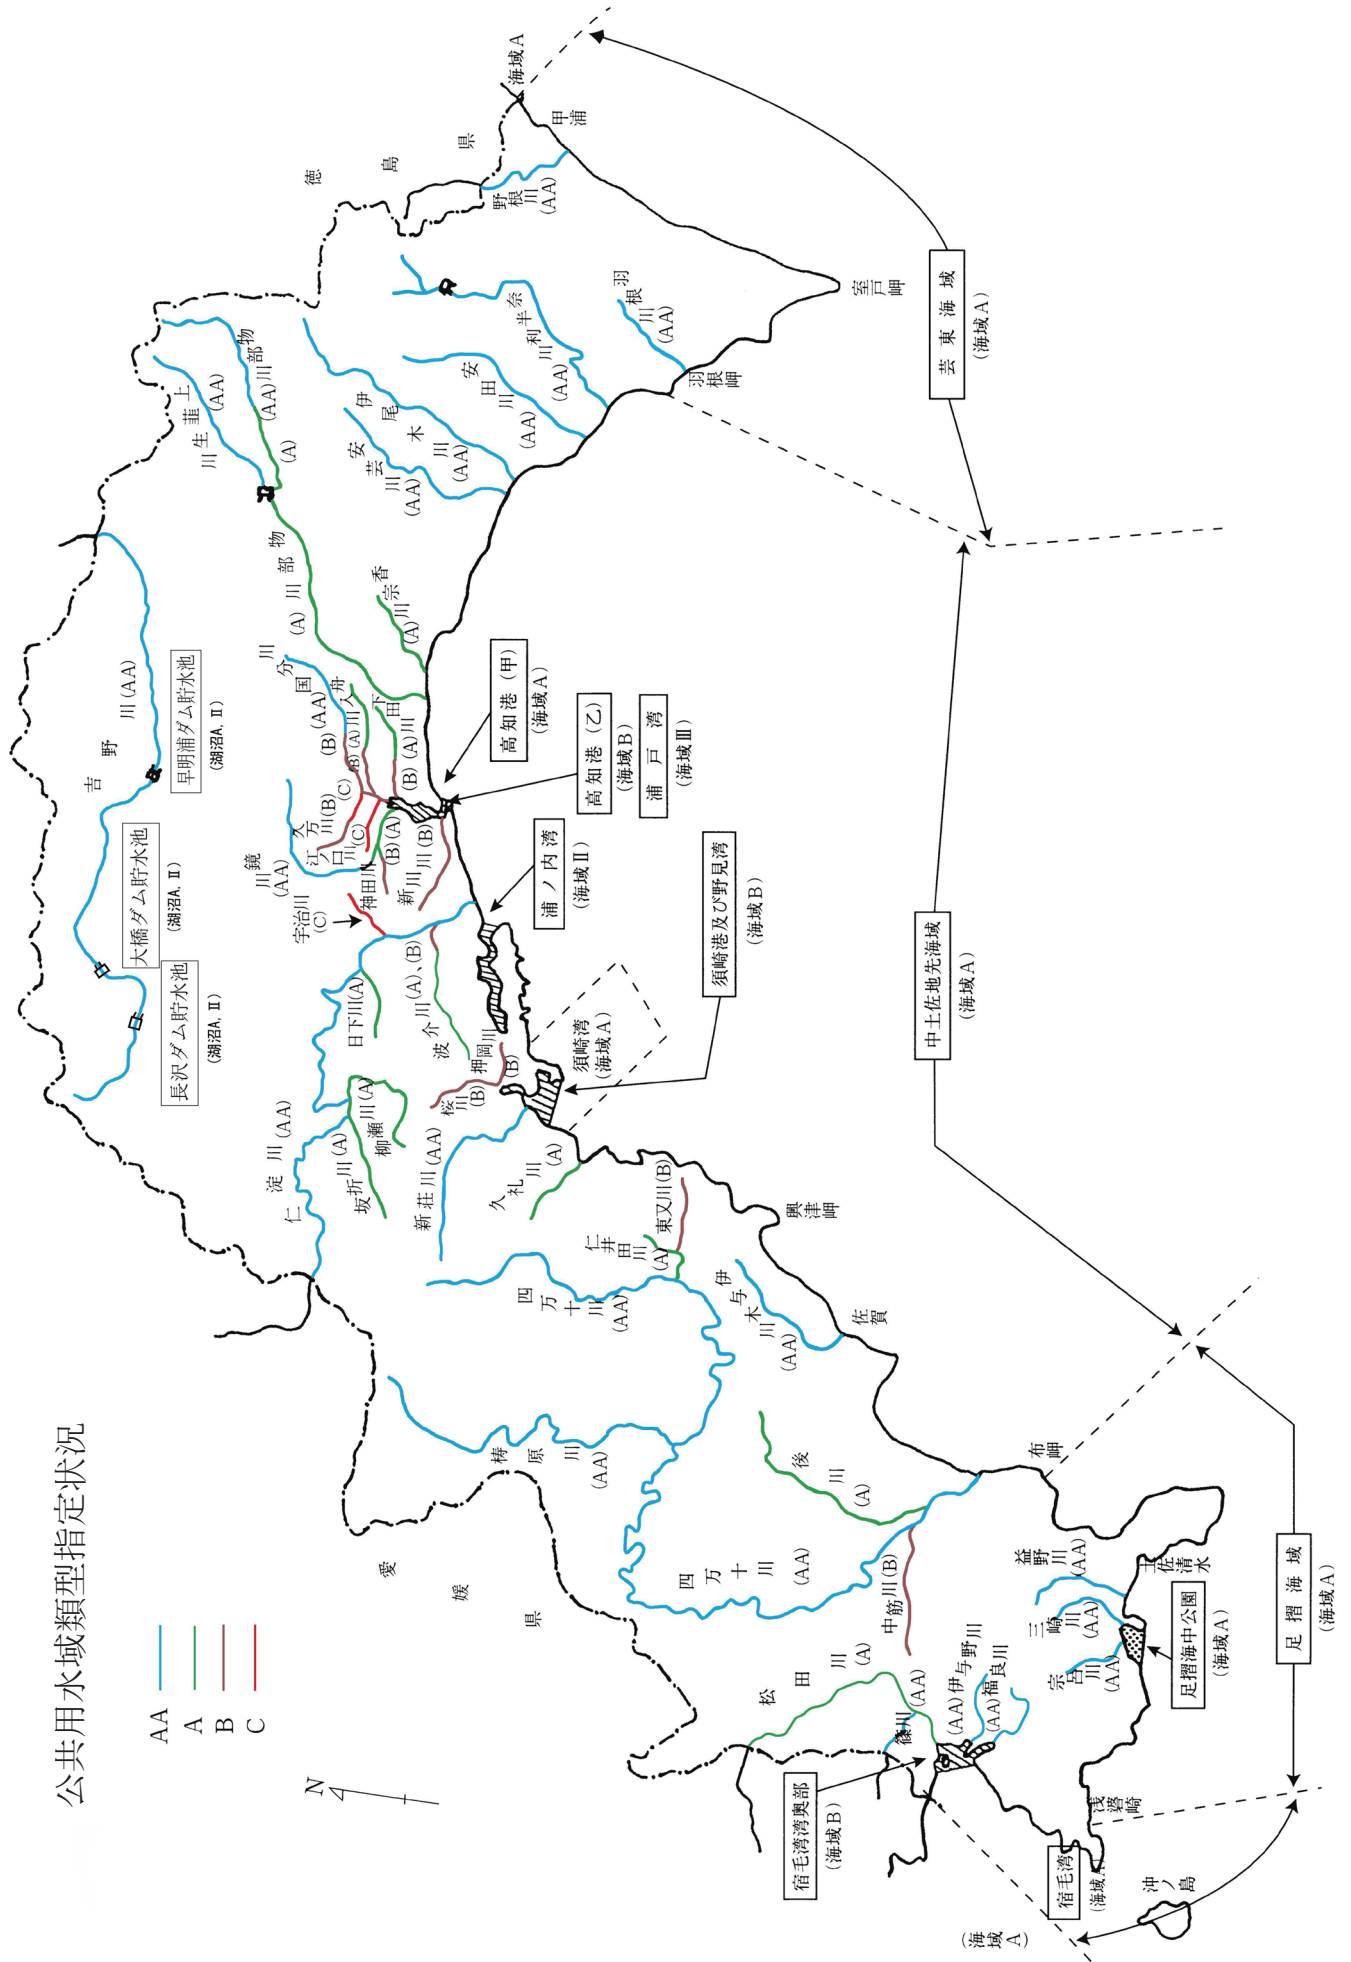 公共用水域類型指定状況
AA
A
B
C
N
愛媛県
徳島県
吉野川(AA)
長沢ダム貯水池
(湖沼A, Ⅱ)
大橋ダム貯水池
(湖沼A, Ⅱ)
早明浦ダム貯水池
(湖沼A, Ⅱ)
仁淀川(AA)
坂折川(A)
柳瀬川(A)
日下川(A)
宇治川
(C)
波介川(A)、(B)
鏡川
(AA)
神田川
(B)
(A)
江ノ口川
(C)
久万川(B)
(C)
新川川(B)
国分川
(AA)
(B)
舟入川(A)
(B)
下田川(A)
(B)
物部川
(AA)
(A)
物部川(A)
上韮生川
(AA)
香宗川
(A)
安芸川
(AA)
伊尾木川
(AA)
安田川
(AA)
奈半利川
(AA)
羽根川
(AA)
野根川
(AA)
甲浦
海域A
羽根岬
室戸岬
芸東海域
(海域A)
高知港(甲)
(海域A)
高知港(乙)
(海域B)
浦戸湾
(海域Ⅲ)
浦ノ内湾
(海域Ⅱ)
須崎港及び野見湾
(海域B)
須崎湾
(海域A)
中土佐地先海域
(海域A)
押岡川
(B)
桜川
(B)
新荘川(AA)
久礼川
(A)
東又川(B)
仁井田川
(A)
興津岬
四万十川
(AA)
伊与木川
(AA)
佐賀
梼原川
(AA)
四万十川
(AA)
後川
(A)
中筋川(B)
布岬
松田川
(A)
篠川
(AA)
伊与野川
(AA)
福良川
(AA)
益野川
(AA)
三崎川
(AA)
宗呂川
(AA)
土佐清水
足摺海中公園
(海域A)
足摺海域
(海域A)
宿毛湾湾奥部
(海域B)
宿毛湾
(海域A
(海域A)
沖ノ島